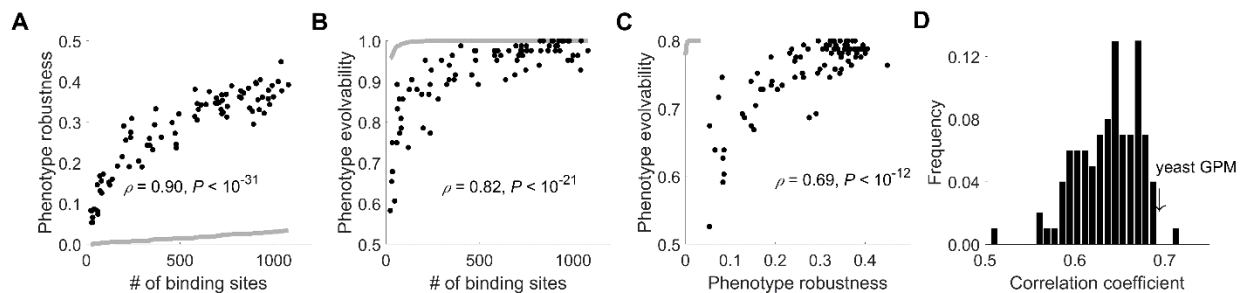 A
Phenotype robustness
0.5
0.4
0.3
0.2
0.1
0.0
ρ = 0.90, P < 10⁻³¹
0
500
1000
# of binding sites
B
Phenotype evolvability
1.0
0.9
0.8
0.7
0.6
0.5
ρ = 0.82, P < 10⁻²¹
0
500
1000
# of binding sites
C
Phenotype evolvability
0.8
0.7
0.6
0.5
ρ = 0.69, P < 10⁻¹²
0
0.1
0.2
0.3
0.4
0.5
Phenotype robustness
D
Frequency
0.12
0.08
0.04
0.00
yeast GPM
0.5
0.6
0.7
Correlation coefficient